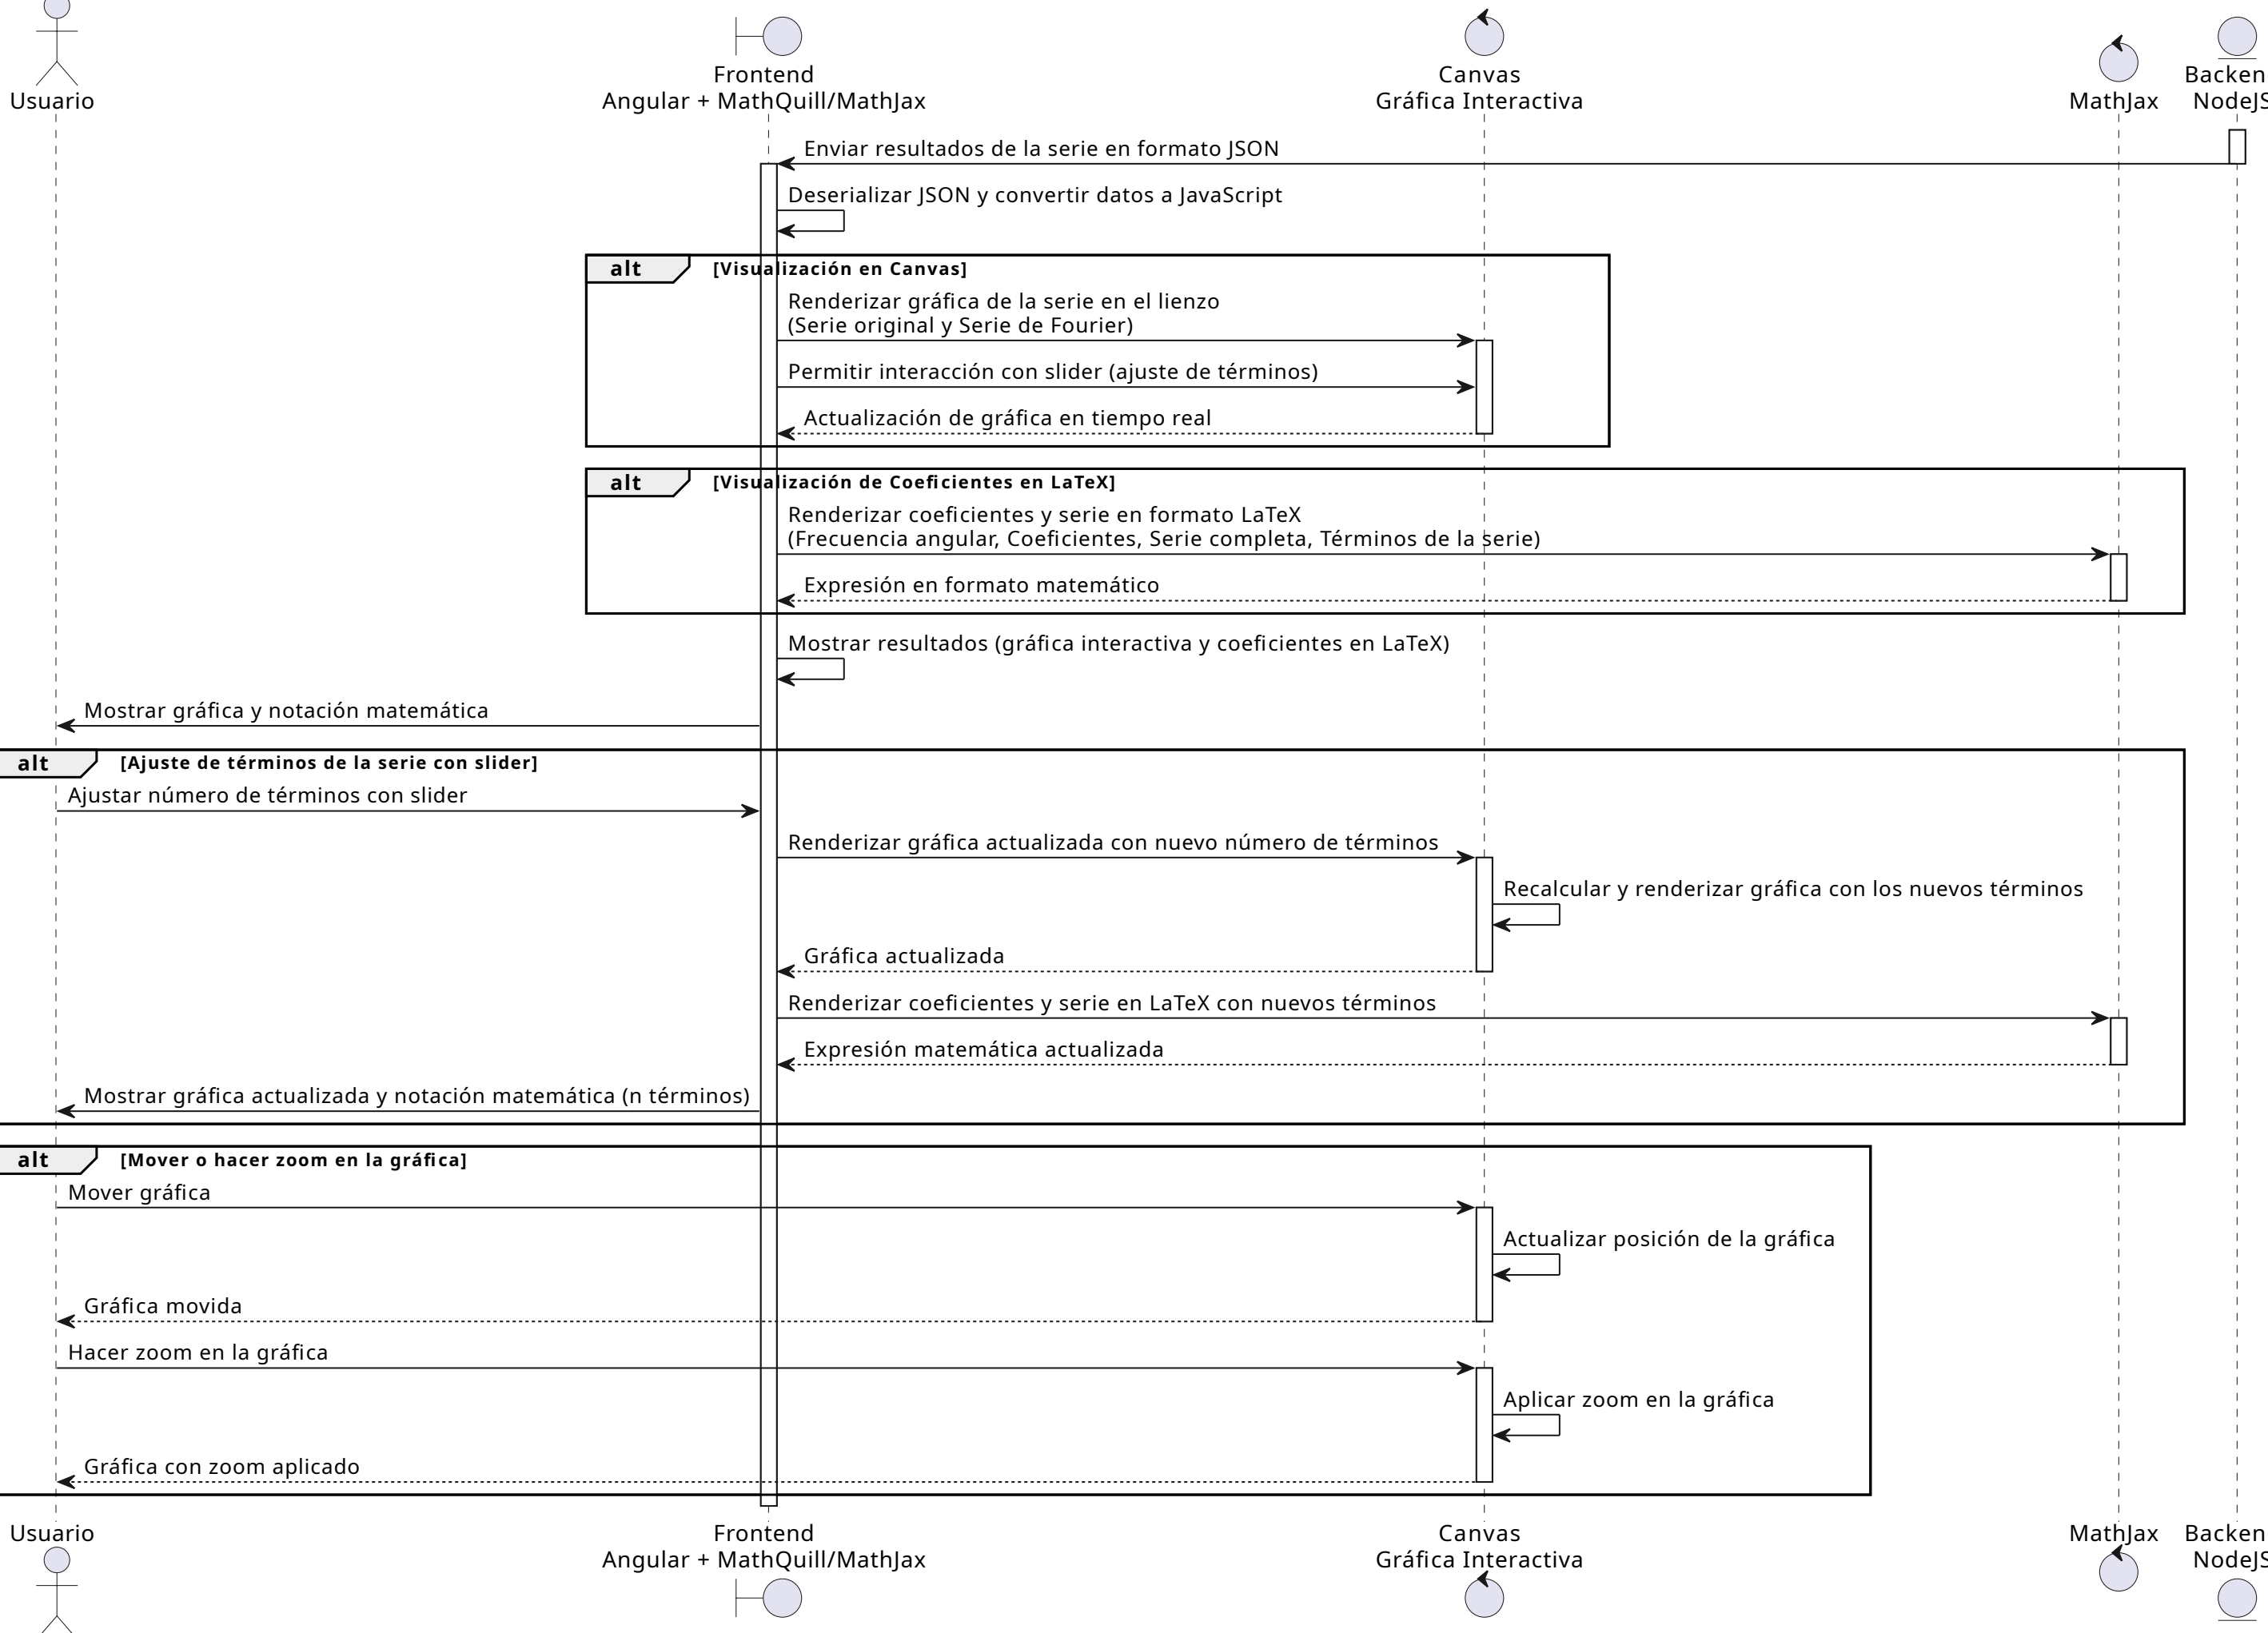 Usuario
Frontend
Angular + MathQuill/MathJax
Canvas
Gráfica Interactiva
MathJax
Enviar resultados de la serie en formato JSON
Deserializar JSON y convertir datos a JavaScript
alt [Visualización en Canvas]
Renderizar gráfica de la serie en el lienzo
(Serie original y Serie de Fourier)
Permitir interacción con slider (ajuste de términos)
Actualización de gráfica en tiempo real
alt [Visualización de Coeficientes en LaTeX]
Renderizar coeficientes y serie en formato LaTeX
(Frecuencia angular, Coeficientes, Serie completa, Términos de la serie)
Expresión en formato matemático
Mostrar resultados (gráfica interactiva y coeficientes en LaTeX)
Mostrar gráfica y notación matemática
alt [Ajuste de términos de la serie con slider]
Ajustar número de términos con slider
Renderizar gráfica actualizada con nuevo número de términos
Recalcular y renderizar gráfica con los nuevos términos
Gráfica actualizada
Renderizar coeficientes y serie en LaTeX con nuevos términos
Expresión matemática actualizada
Mostrar gráfica actualizada y notación matemática (n términos)
alt [Mover o hacer zoom en la gráfica]
Mover gráfica
Actualizar posición de la gráfica
Gráfica movida
Hacer zoom en la gráfica
Aplicar zoom en la gráfica
Gráfica con zoom aplicado
Usuario
Frontend
Angular + MathQuill/MathJax
Canvas
Gráfica Interactiva
MathJax